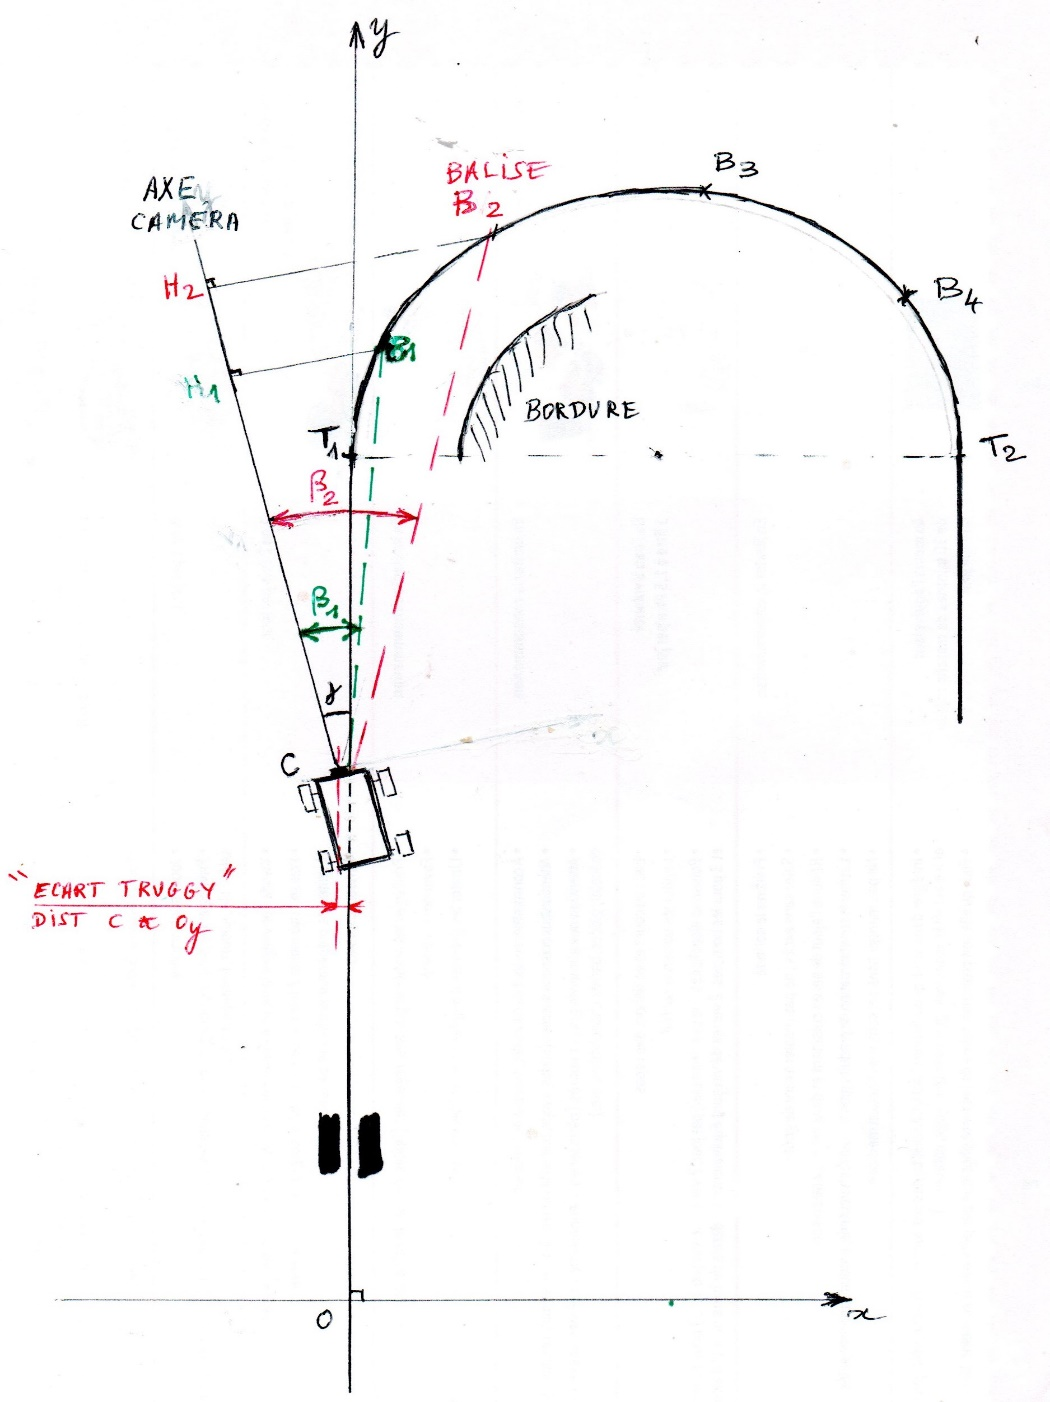 y
B3
BALISE
B2
AXE
CAMERA
B4
H2
B1
H1
BORDURE
T1
T2
β2
β1
γ
C
"ECART TRUGGY"
DIST C à Oy
O
x